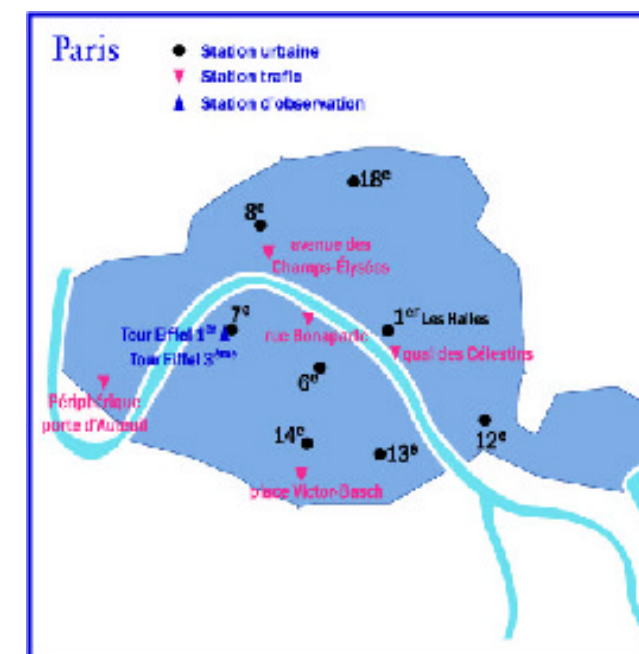 Paris
Station urbaine
Station trafic
Station d'observation
18e
8e
avenue des
Champs-Élysées
7e
1er Les Halles
Tour Eiffel 1er
rue Bonaparte
Tour Eiffel 3ème
quai des Célestins
6e
Périphérique
porte d'Auteuil
12e
14e
13e
place Victor-Basch